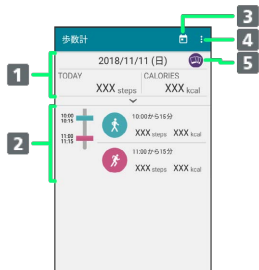 3
歩数計
4
2018/11/11 (日)
5
1
TODAY
CALORIES
XXX steps
XXX kcal
2
10:00
10:15
10:00から15分
XXX steps XXX kcal
11:00
11:15
11:00から15分
XXX steps XXX kcal